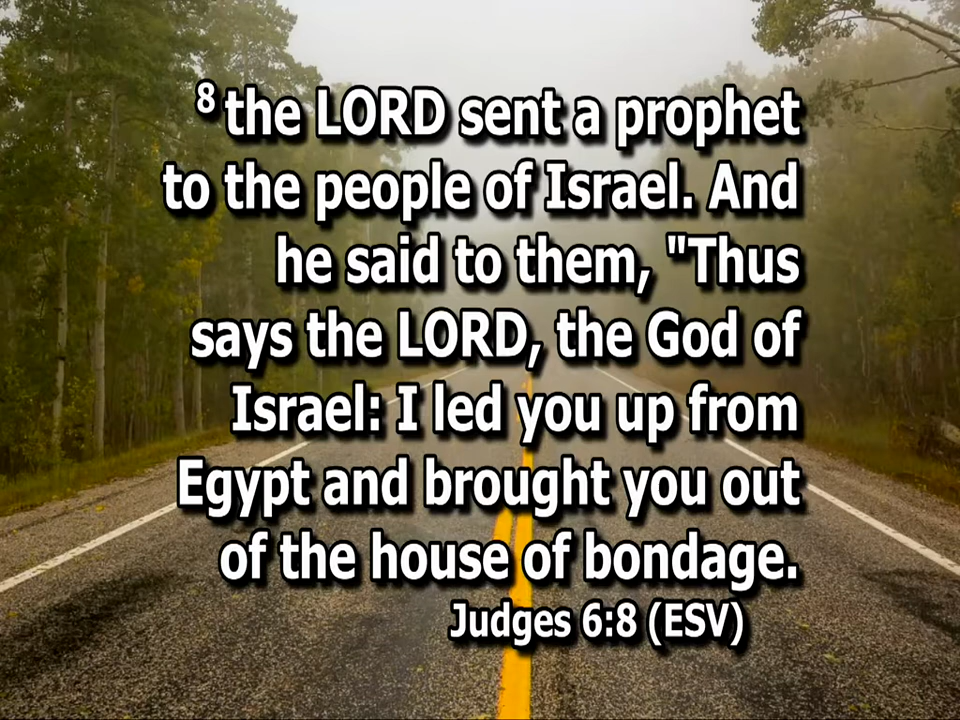 8 the LORD sent a prophet
to the people of Israel. And
he said to them, "Thus
says the LORD, the God of
Israel: I led you up from
Egypt and brought you out
of the house of bondage.
Judges 6:8 (ESV)